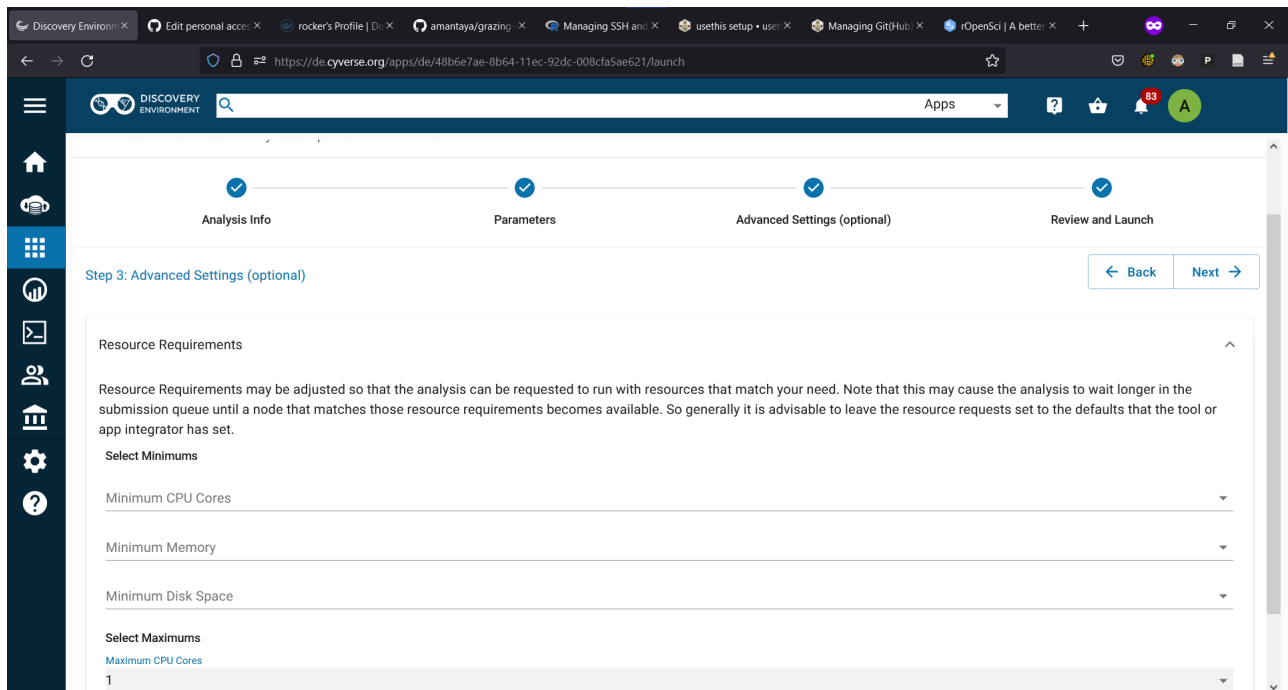 Discovery Environm
Edit personal acces
rocker's Profile | Do
amantaya/grazing-
Managing SSH and
usethis setup • uset
Managing Git(Hub)
rOpenSci | A better
https://de.cyverse.org/apps/de/48b6e7ae-8b64-11ec-92dc-008cfa5ae621/launch
P
DISCOVERY
ENVIRONMENT
Apps
83
A
Analysis Info
Parameters
Advanced Settings (optional)
Review and Launch
Step 3: Advanced Settings (optional)
Back
Next
Resource Requirements
Resource Requirements may be adjusted so that the analysis can be requested to run with resources that match your need. Note that this may cause the analysis to wait longer in the
submission queue until a node that matches those resource requirements becomes available. So generally it is advisable to leave the resource requests set to the defaults that the tool or
app integrator has set.
Select Minimums
Minimum CPU Cores
Minimum Memory
Minimum Disk Space
Select Maximums
Maximum CPU Cores
1